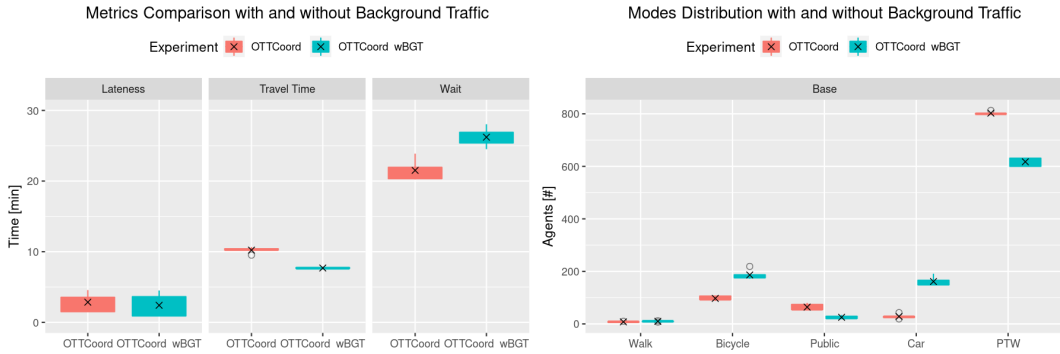 Metrics Comparison with and without Background Traffic
Experiment OTTCoord OTTCoord wBGT
Lateness Travel Time Wait
Time [min]
30
20
10
0
OTTCoord OTTCoord wBGT OTTCoord OTTCoord wBGT OTTCoord OTTCoord wBGT
Modes Distribution with and without Background Traffic
Experiment OTTCoord OTTCoord wBGT
Base
Agents [#]
800
600
400
200
0
Walk Bicycle Public Car PTW